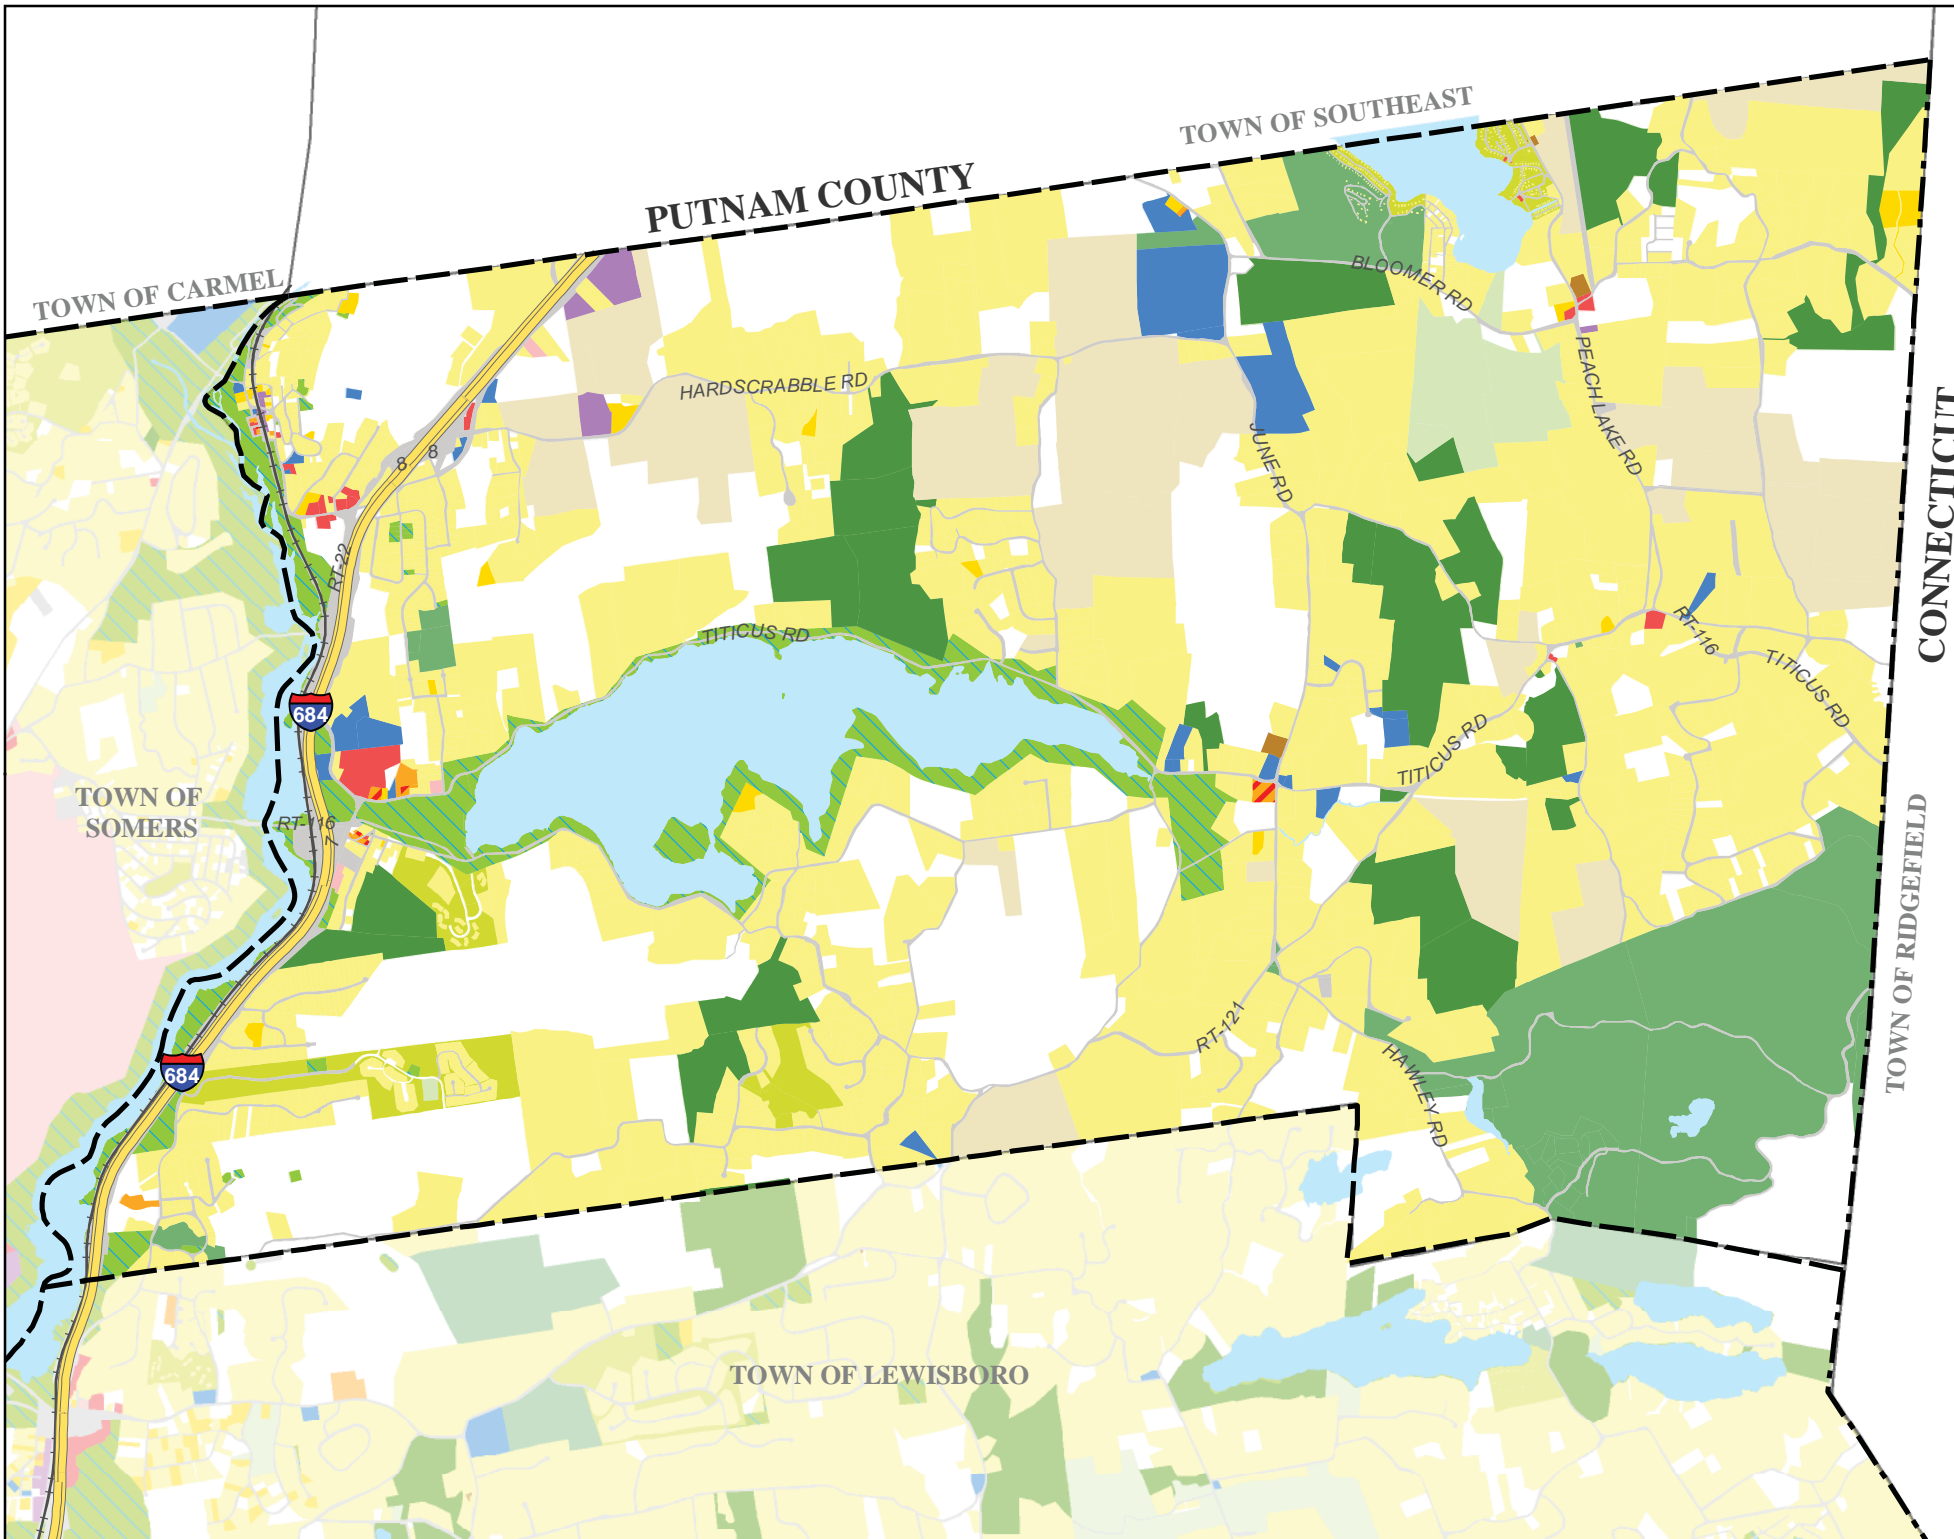 TOWN OF SOUTHEAST
PUTNAM COUNTY
TOWN OF CARMEL
BLOOMER RD
HARDSCRABBLE RD
PEACH LAKE RD
JUNE RD
8
8
CONNECTICUT
RT-22
TITICUS RD
RT-116
TITICUS RD
684
TITICUS RD
TOWN OF
SOMERS
RT-116
7
TOWN OF RIDGEFIELD
RT-121
HAWLEY RD
684
TOWN OF LEWISBORO